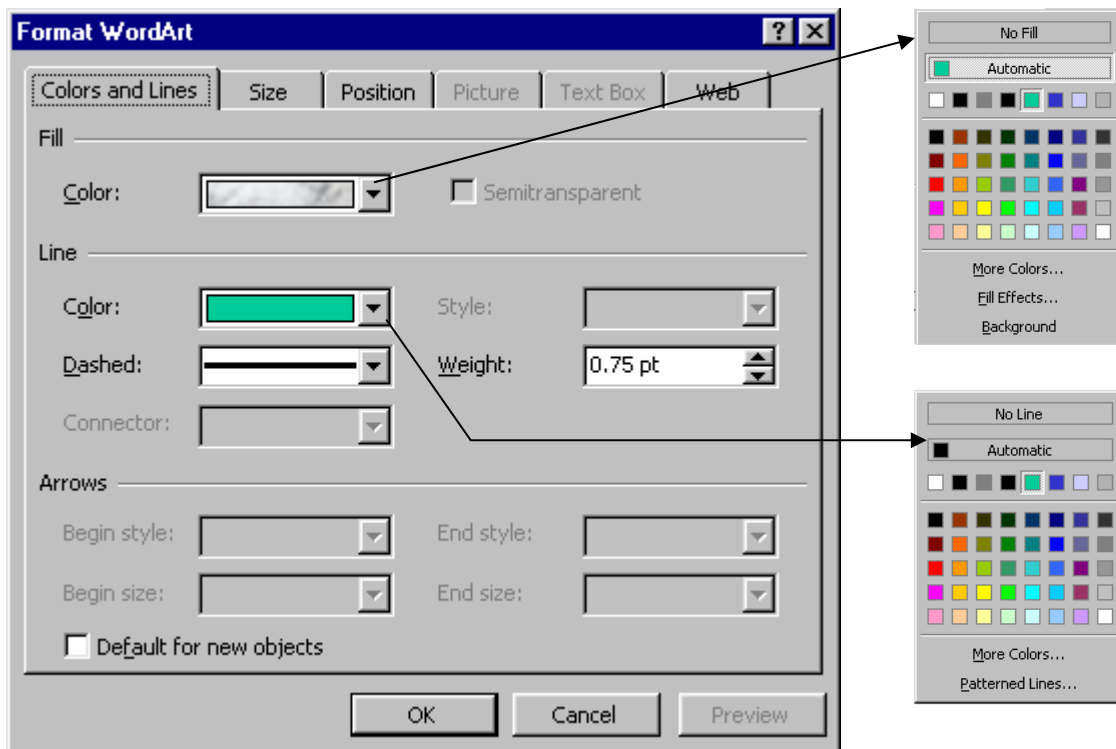 Format WordArt
Colors and Lines Size Position Picture Text Box Web
Fill
Color: Semitransparent
Line
Color: Style:
Dashed: Weight: 0.75 pt
Connector:
Arrows
Begin style: End style:
Begin size: End size:
Default for new objects
OK Cancel Preview
No Fill
Automatic
More Colors...
Fill Effects...
Background
No Line
Automatic
More Colors...
Patterned Lines...